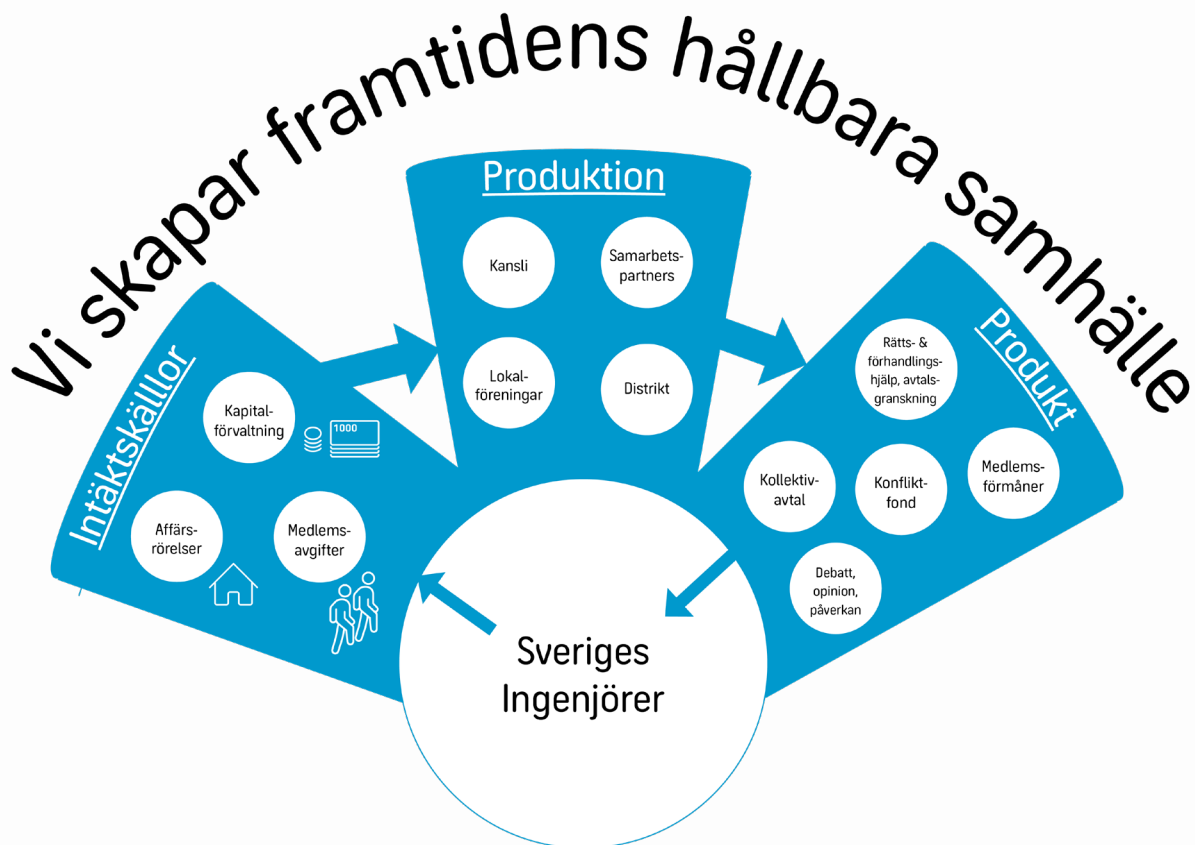 Vi skapar framtidens hållbara samhälle
Intäktskälllor
Kapital-
förvaltning
1000
Affärs-
rörelser
Medlems-
avgifter
Produktion
Kansli
Samarbets-
partners
Lokal-
föreningar
Distrikt
Produkt
Rätts- &
förhandlings-
hjälp, avtals-
granskning
Kollektiv-
avtal
Konflikt-
fond
Medlems-
förmåner
Debatt,
opinion,
påverkan
Sveriges
Ingenjörer